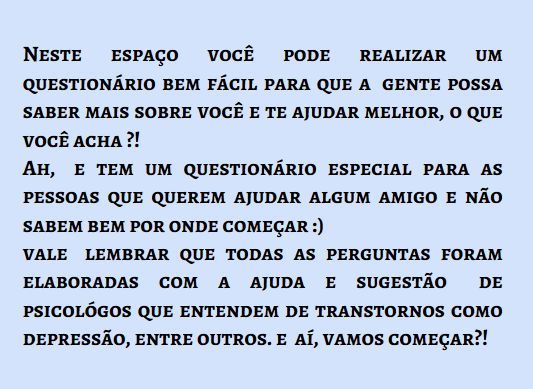 Neste espaço você pode realizar um
questionário bem fácil para que a gente possa
saber mais sobre você e te ajudar melhor, o que
você acha ?!
Ah, e tem um questionário especial para as
pessoas que querem ajudar algum amigo e não
sabem bem por onde começar :)
vale lembrar que todas as perguntas foram
elaboradas com a ajuda e sugestão de
psicológos que entendem de transtornos como
depressão, entre outros. e aí, vamos começar?!